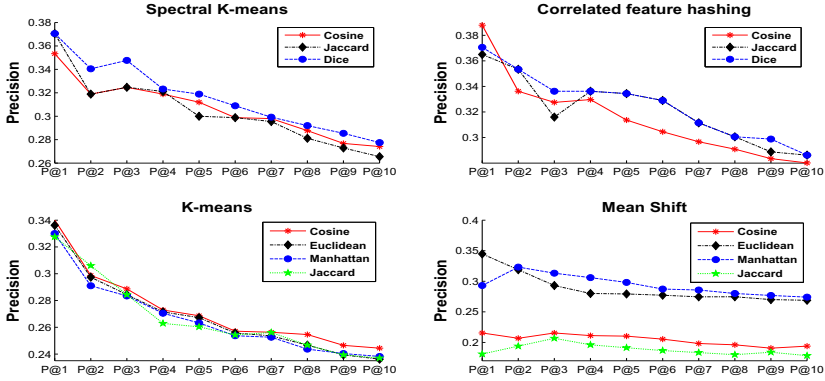 Spectral K-means
Precision
0.38
0.36
0.34
0.32
0.3
0.28
0.26
P@1 P@2 P@3 P@4 P@5 P@6 P@7 P@8 P@9 P@10
Cosine
Jaccard
Dice
Correlated feature hashing
Precision
0.38
0.36
0.34
0.32
0.3
P@1 P@2 P@3 P@4 P@5 P@6 P@7 P@8 P@9 P@10
Cosine
Jaccard
Dice
K-means
Precision
0.34
0.32
0.3
0.28
0.26
0.24
P@1 P@2 P@3 P@4 P@5 P@6 P@7 P@8 P@9 P@10
Cosine
Euclidean
Manhattan
Jaccard
Mean Shift
Precision
0.4
0.35
0.3
0.25
0.2
P@1 P@2 P@3 P@4 P@5 P@6 P@7 P@8 P@9 P@10
Cosine
Euclidean
Manhattan
Jaccard